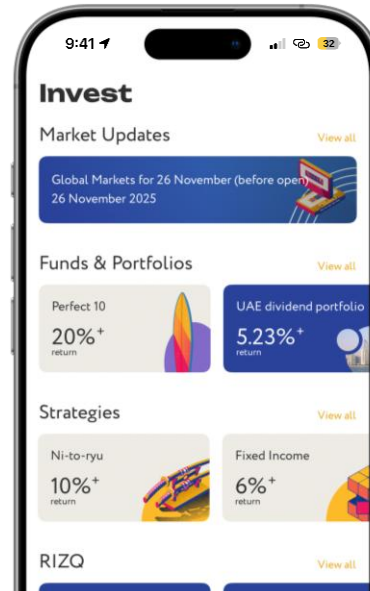 9:41
32
Invest
Market Updates
View all
Global Markets for 26 November (before open)
26 November 2025
Funds & Portfolios
View all
Perfect 10
20%+
return
UAE dividend portfolio
5.23%+
return
Strategies
View all
Ni-to-ryu
10%+
return
Fixed Income
6%+
return
RIZQ
View all